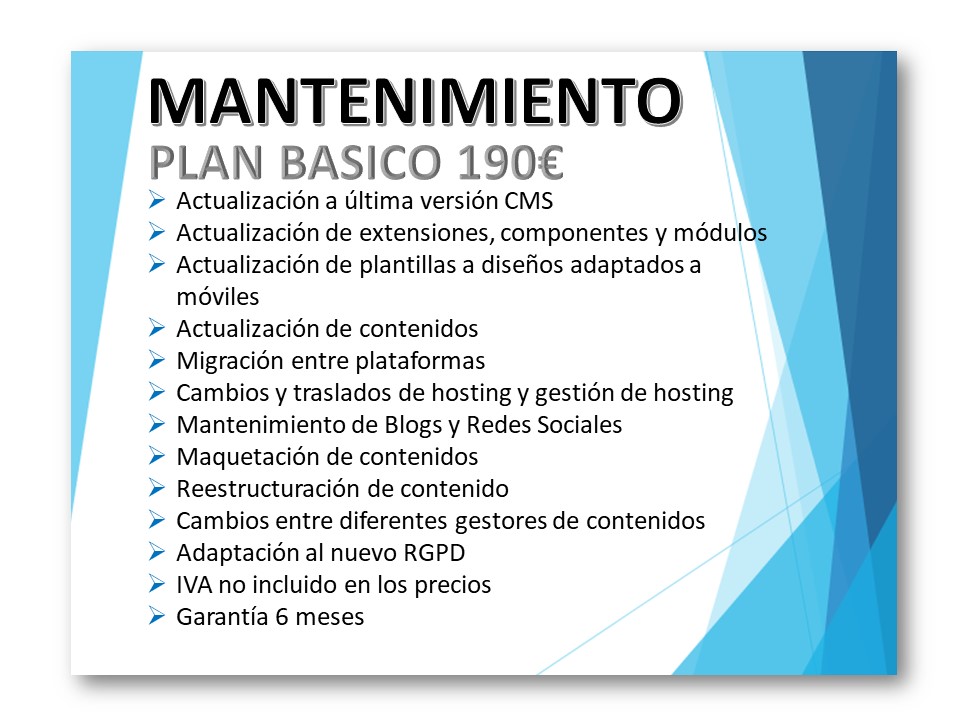 MANTENIMIENTO
PLAN BASICO 190€
Actualización a última versión CMS
Actualización de extensiones, componentes y módulos
Actualización de plantillas a diseños adaptados a
móviles
Actualización de contenidos
Migración entre plataformas
Cambios y traslados de hosting y gestión de hosting
Mantenimiento de Blogs y Redes Sociales
Maquetación de contenidos
Reestructuración de contenido
Cambios entre diferentes gestores de contenidos
Adaptación al nuevo RGPD
IVA no incluido en los precios
Garantía 6 meses